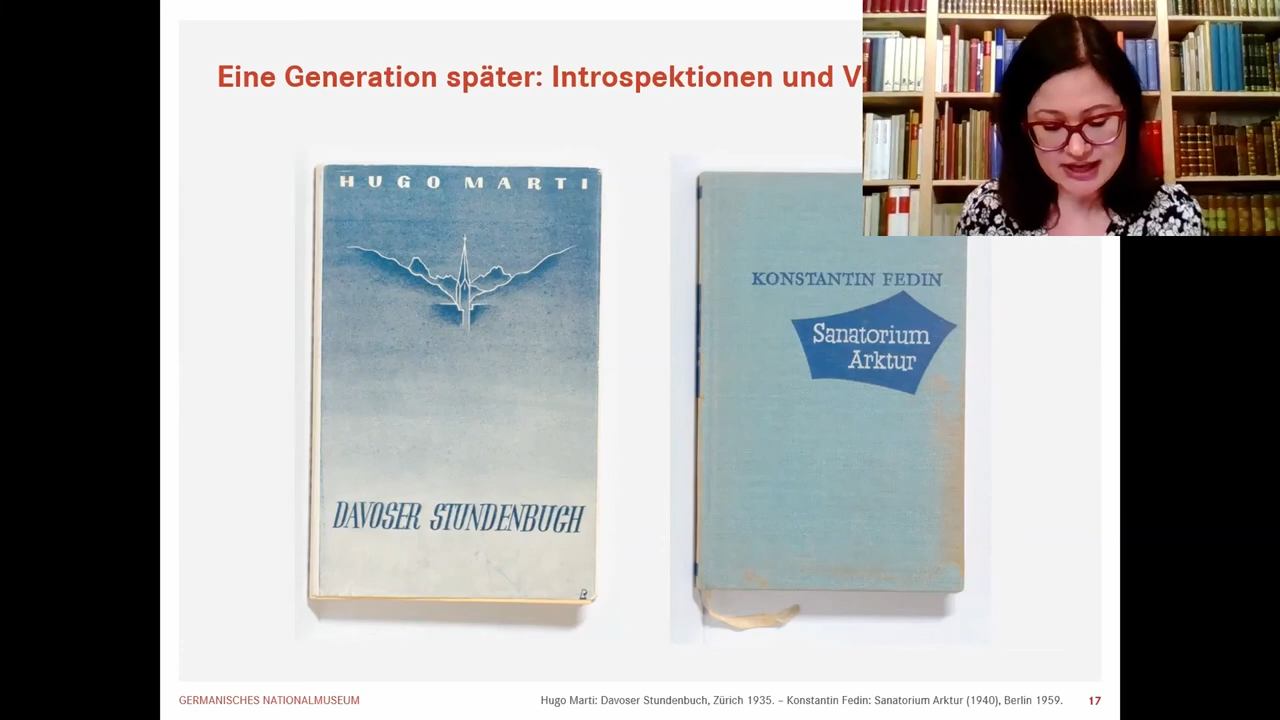 Eine Generation später: Introspektionen und V
HUGO MARTI
DAVOSER STUNDENBUCH
KONSTANTIN FEDIN
Sanatorium
Arktur
GERMANISCHES NATIONALMUSEUM
Hugo Marti: Davoser Stundenbuch, Zürich 1935. – Konstantin Fedin: Sanatorium Arktur (1940), Berlin 1959.
17